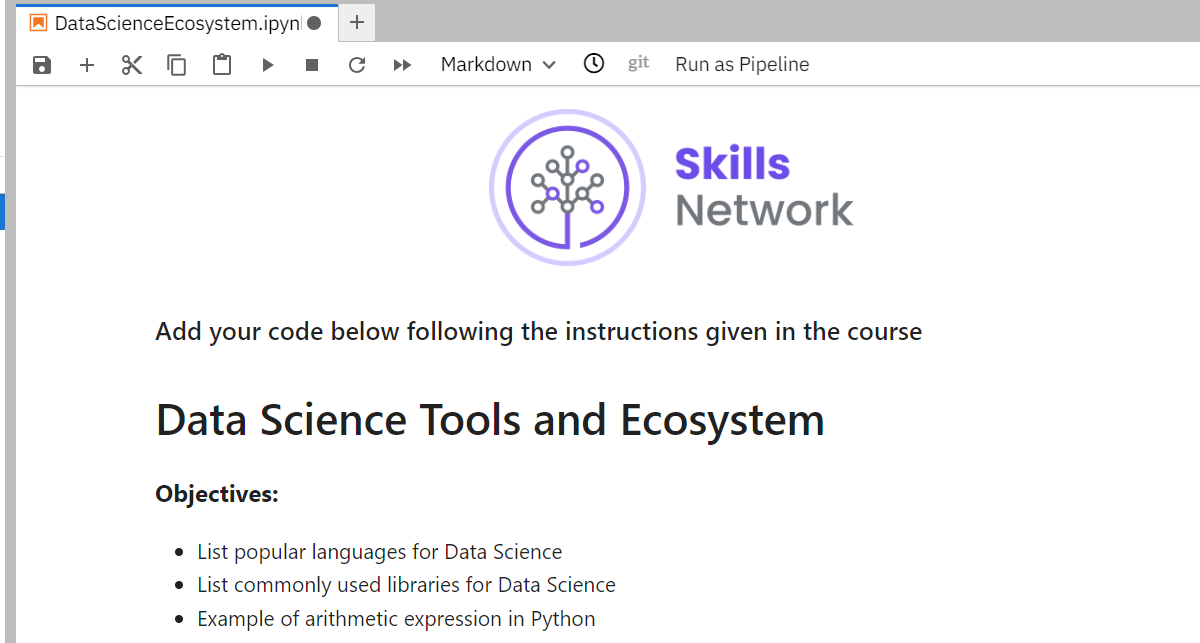 DataScienceEcosystem.ipyn
Markdown
git
Run as Pipeline
Skills
Network
Add your code below following the instructions given in the course
Data Science Tools and Ecosystem
Objectives:
List popular languages for Data Science
List commonly used libraries for Data Science
Example of arithmetic expression in Python